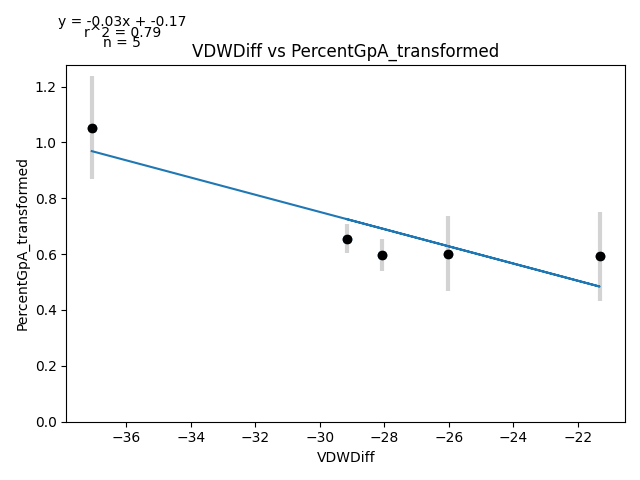 y = -0.03x + -0.17
r^2 = 0.79
n = 5
VDWDiff vs PercentGpA_transformed
1.2
1.0
0.8
0.6
0.4
0.2
0.0
PercentGpA_transformed
−36 −34 −32 −30 −28 −26 −24 −22
VDWDiff